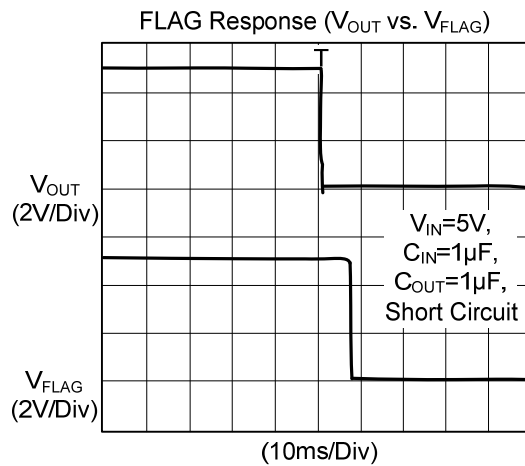 FLAG Response (VOUT vs. VFLAG)
T
VOUT
(2V/Div)
VIN=5V,
CIN=1µF,
COUT=1µF,
Short Circuit
VFLAG
(2V/Div)
(10ms/Div)